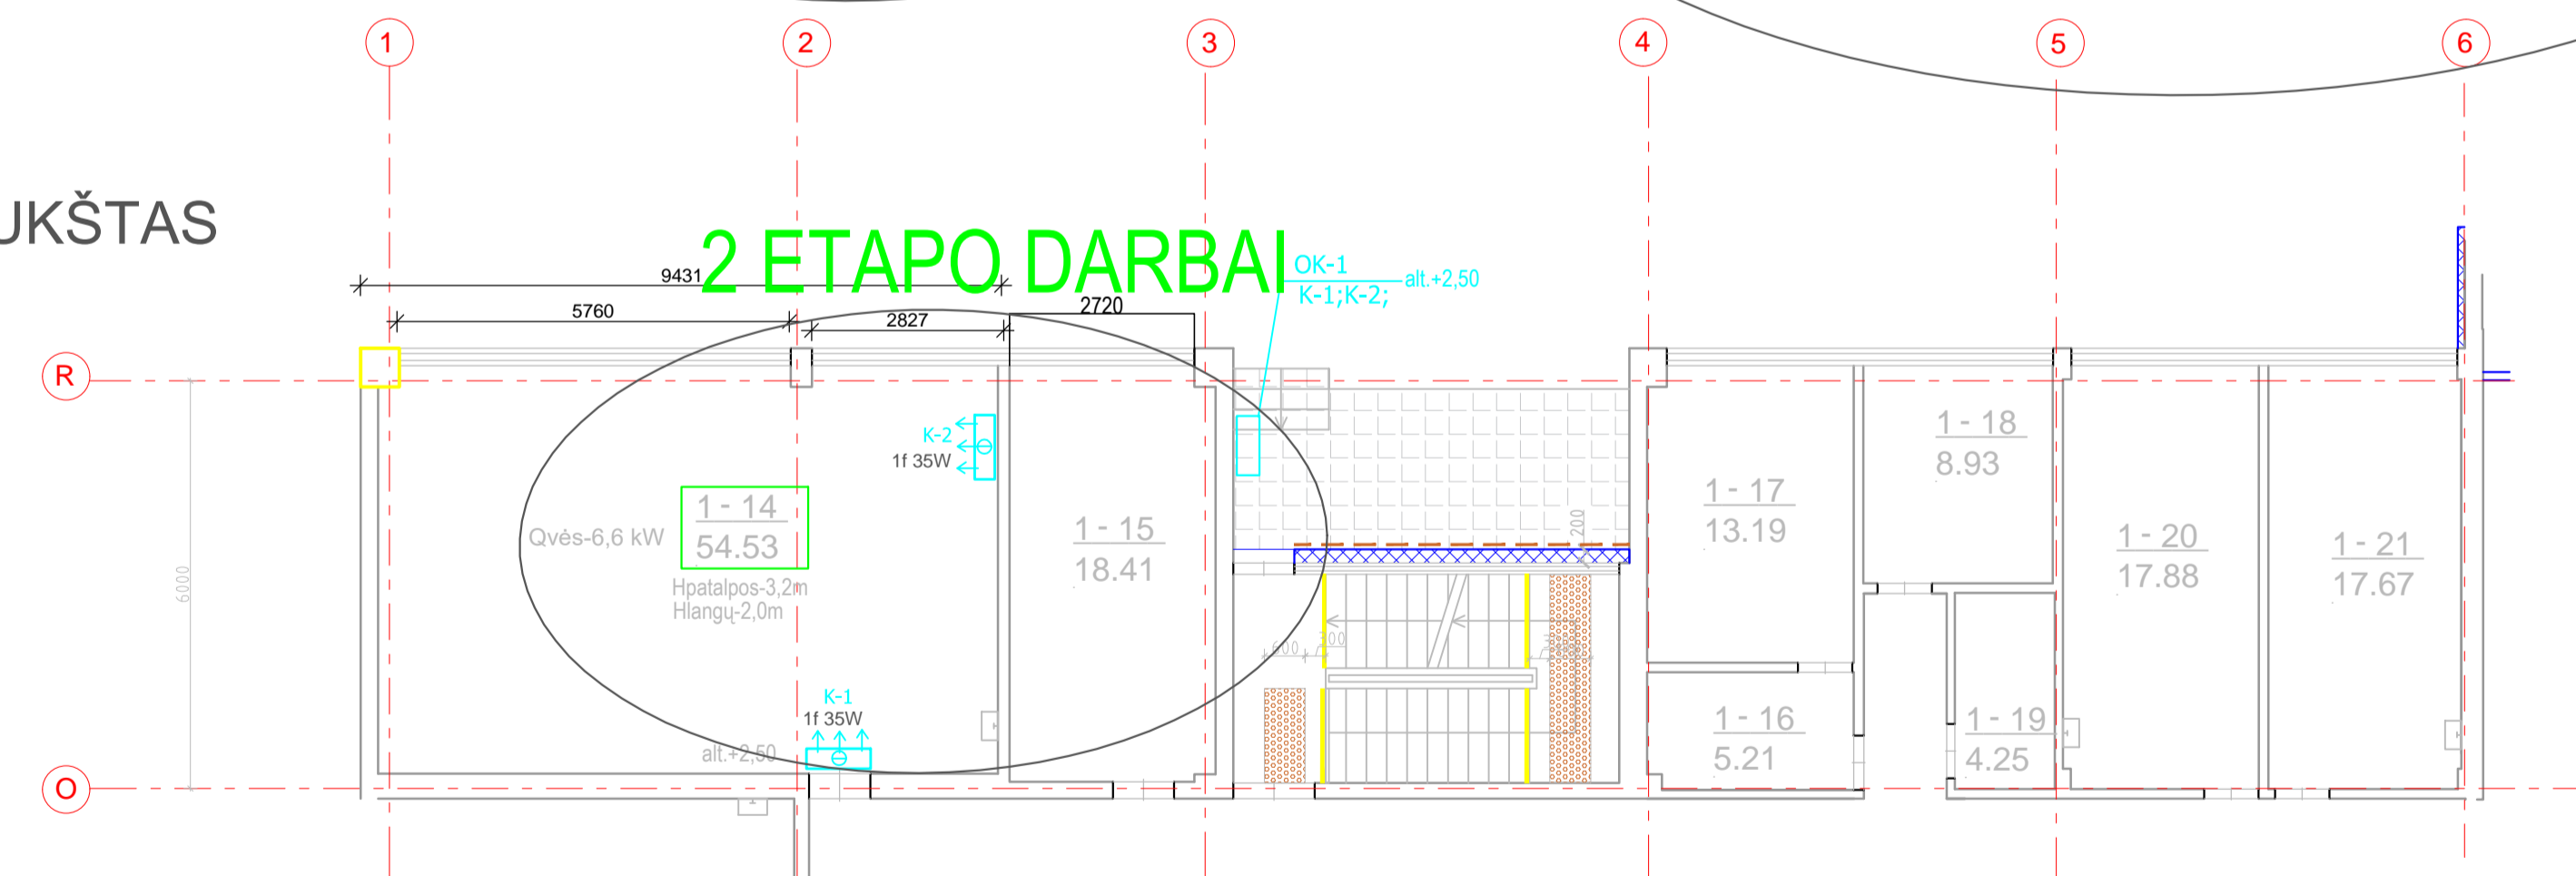 1
2
3
4
5
6
UKŠTAS
2 ETAPO DARBAI
OK-1
K-1;K-2;
alt.+2,50
9431
5760
2827
2720
R
K-2
1f 35W
1 - 14
54.53
Qvės-6,6 kW
Hpatalpos-3,2m
Hlangų-2,0m
1 - 15
18.41
200
1 - 17
13.19
1 - 18
8.93
1 - 20
17.88
1 - 21
17.67
6000
600
300
K-1
1f 35W
alt.+2,50
1 - 16
5.21
1 - 19
4.25
O